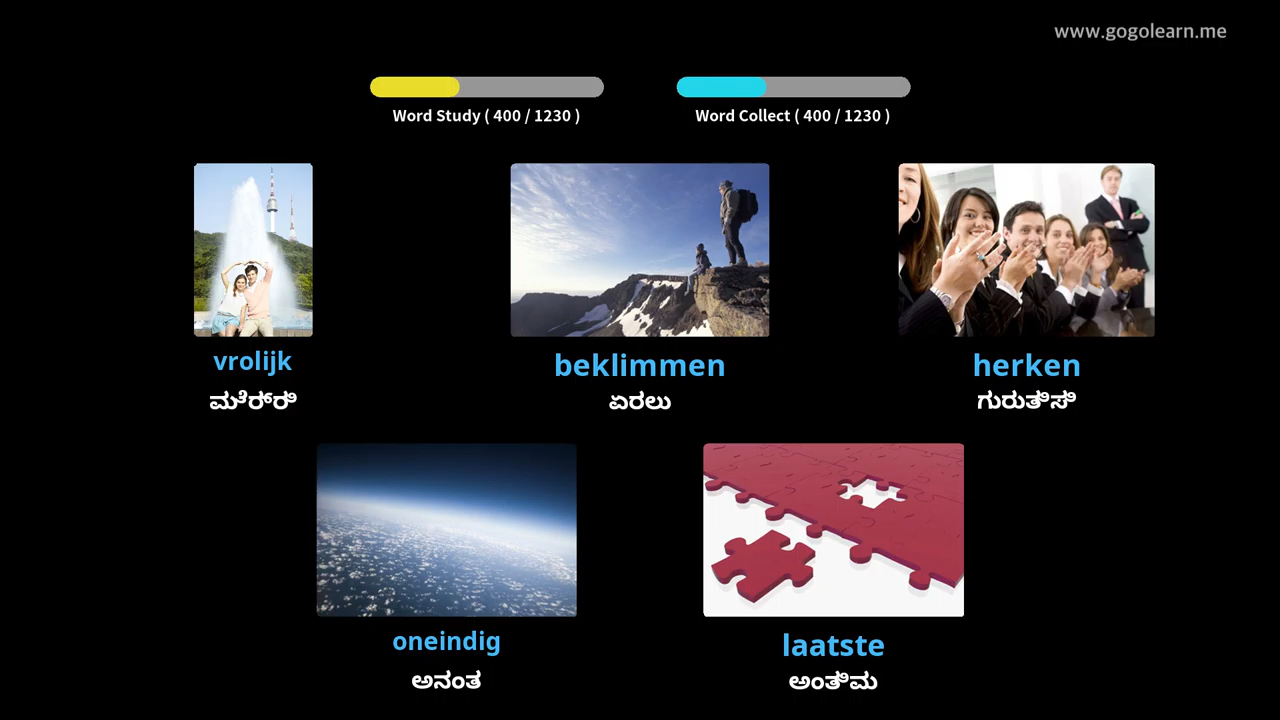 www.gogolearn.me
Word Study ( 400 / 1230 )
Word Collect ( 400 / 1230 )
vrolijk
ಮೆರ್ರಿ
beklimmen
ಏರಲು
herken
ಗುರುತಿಸಿ
oneindig
ಅನಂತ
laatste
ಅಂತಿಮ